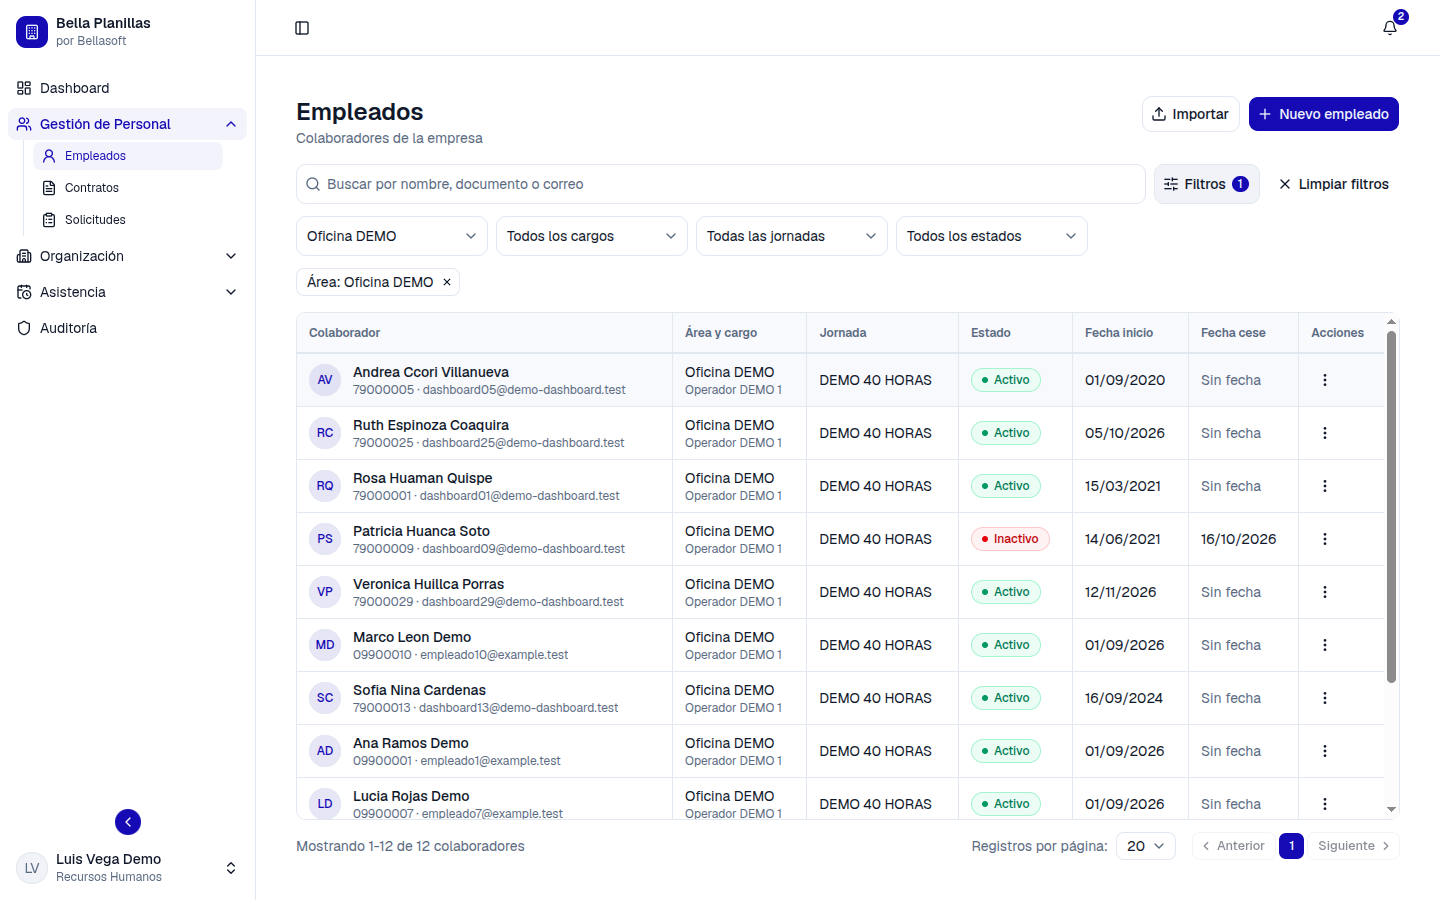 Bella Planillas
por Bellasoft
2
Dashboard
Gestión de Personal
Empleados
Contratos
Solicitudes
Organización
Asistencia
Auditoría
LV
Luis Vega Demo
Recursos Humanos
Empleados
Colaboradores de la empresa
Importar
Nuevo empleado
Buscar por nombre, documento o correo
Filtros 1
Limpiar filtros
Oficina DEMO
Todos los cargos
Todas las jornadas
Todos los estados
Área: Oficina DEMO
Colaborador Área y cargo Jornada Estado Fecha inicio Fecha cese Acciones
AV Andrea Ccori Villanueva Oficina DEMO DEMO 40 HORAS Activo 01/09/2020 Sin fecha
79000005 · dashboard05@demo-dashboard.test Operador DEMO 1
RC Ruth Espinoza Coaquira Oficina DEMO DEMO 40 HORAS Activo 05/10/2026 Sin fecha
79000025 · dashboard25@demo-dashboard.test Operador DEMO 1
RQ Rosa Huaman Quispe Oficina DEMO DEMO 40 HORAS Activo 15/03/2021 Sin fecha
79000001 · dashboard01@demo-dashboard.test Operador DEMO 1
PS Patricia Huanca Soto Oficina DEMO DEMO 40 HORAS Inactivo 14/06/2021 16/10/2026
79000009 · dashboard09@demo-dashboard.test Operador DEMO 1
VP Veronica Huillca Porras Oficina DEMO DEMO 40 HORAS Activo 12/11/2026 Sin fecha
79000029 · dashboard29@demo-dashboard.test Operador DEMO 1
MD Marco Leon Demo Oficina DEMO DEMO 40 HORAS Activo 01/09/2026 Sin fecha
09900010 · empleado10@example.test Operador DEMO 1
SC Sofia Nina Cardenas Oficina DEMO DEMO 40 HORAS Activo 16/09/2024 Sin fecha
79000013 · dashboard13@demo-dashboard.test Operador DEMO 1
AD Ana Ramos Demo Oficina DEMO DEMO 40 HORAS Activo 01/09/2026 Sin fecha
09900001 · empleado1@example.test Operador DEMO 1
LD Lucia Rojas Demo Oficina DEMO DEMO 40 HORAS Activo 01/09/2026 Sin fecha
09900007 · empleado7@example.test Operador DEMO 1
Mostrando 1-12 de 12 colaboradores
Registros por página: 20
Anterior 1 Siguiente